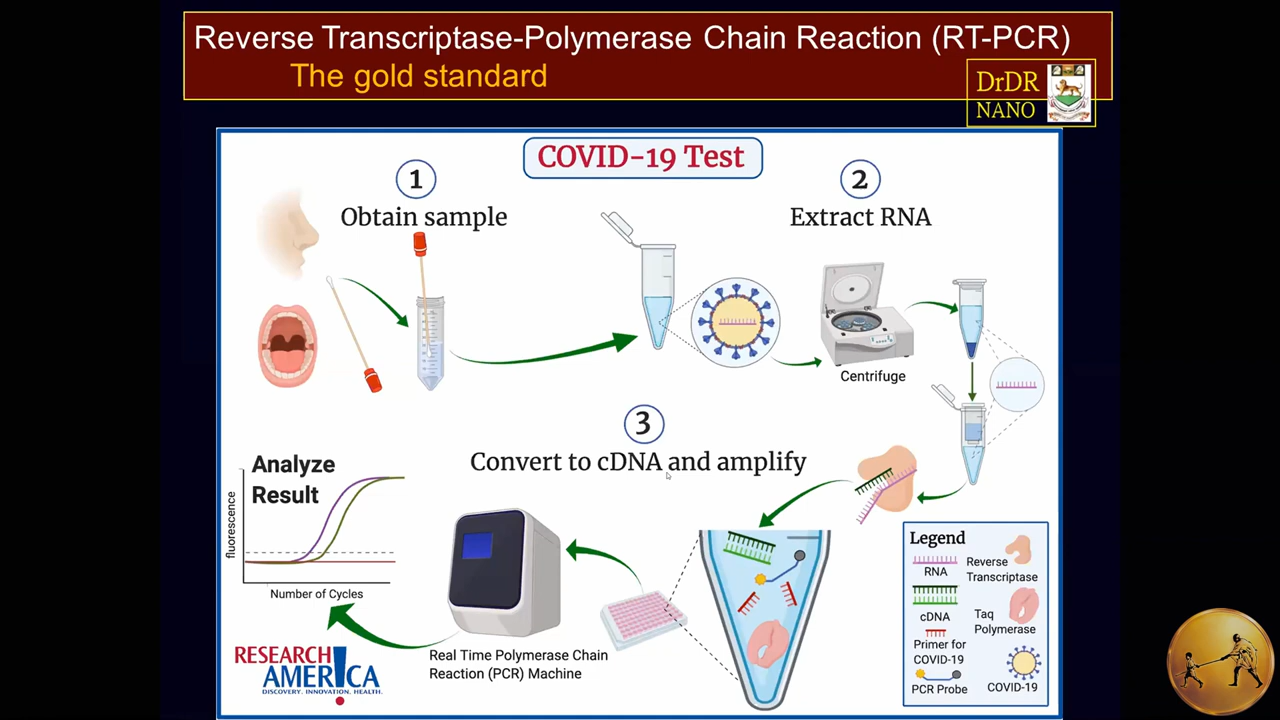 Reverse Transcriptase-Polymerase Chain Reaction (RT-PCR)
The gold standard
DrDR
NANO
COVID-19 Test
1
Obtain sample
2
Extract RNA
Centrifuge
3
Convert to cDNA and amplify
Analyze
Result
fluorescence
Number of Cycles
Real Time Polymerase Chain
Reaction (PCR) Machine
Legend
RNA
Reverse
Transcriptase
cDNA
Taq
Polymerase
Primer for
COVID-19
PCR Probe
COVID-19
RESEARCH
AMER!CA
DISCOVERY. INNOVATION. HEALTH.